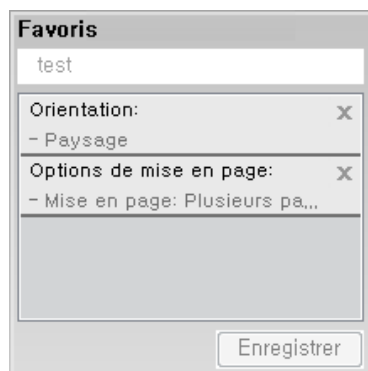 Favoris
test
Orientation:
- Paysage
Options de mise en page:
- Mise en page: Plusieurs pa...
Enregistrer